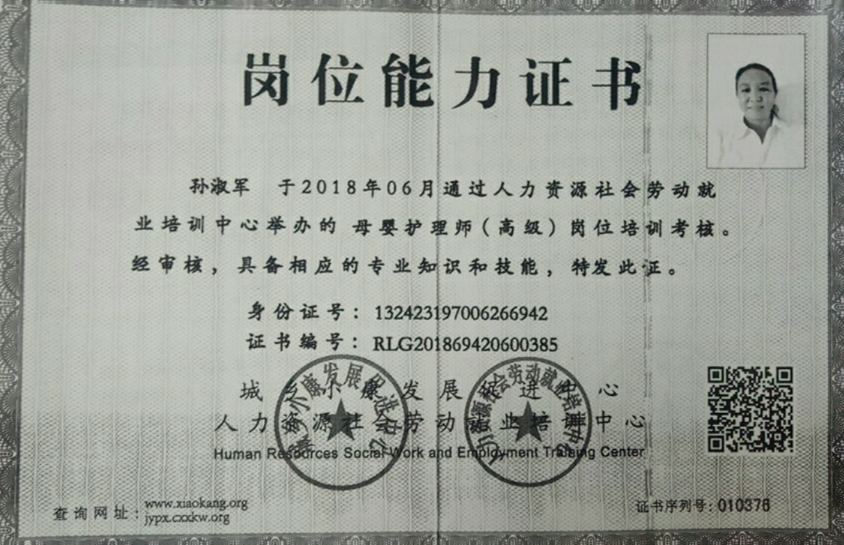 岗位能力证书
孙淑军 于2018年06月通过人力资源社会劳动就
业培训中心举办的 母婴护理师(高级)岗位培训考核。
经审核,具备相应的专业知识和技能,特发此证。
身份证号:132423197006266942
证书编号:RLG201869420600385
城乡小康发展促进中心
人力资源社会劳动就业培训中心
Human Resources Social Work and Employment Training Center
查询网址:www.xiaokang.org
jypx.cxxkw.org
证书序列号:010376